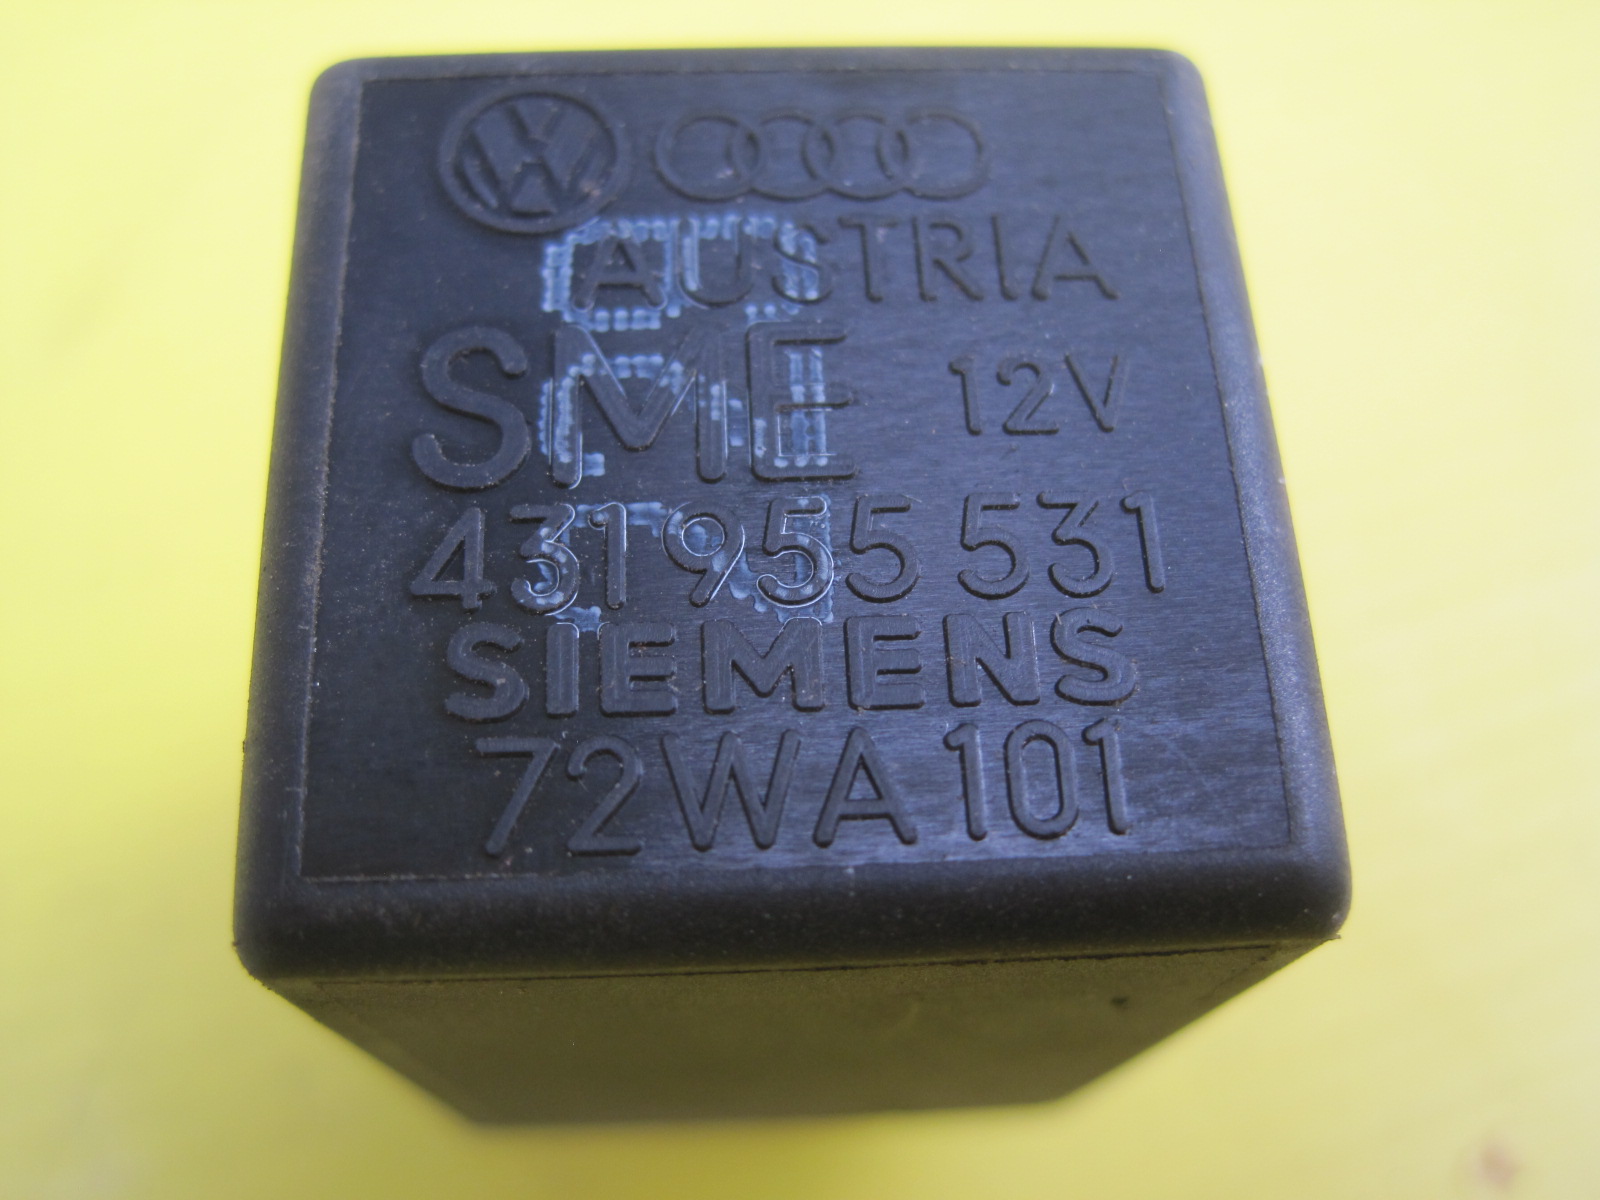 AUSTRIA
SME 12V
431 955 531
SIEMENS
72WA101